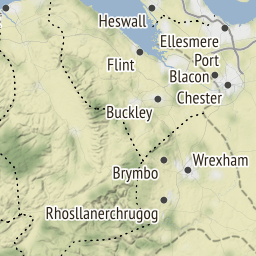 Heswall
Ellesmere
Port
Flint
Blacon
Chester
Buckley
Brymbo
Wrexham
Rhosllanerchrugog